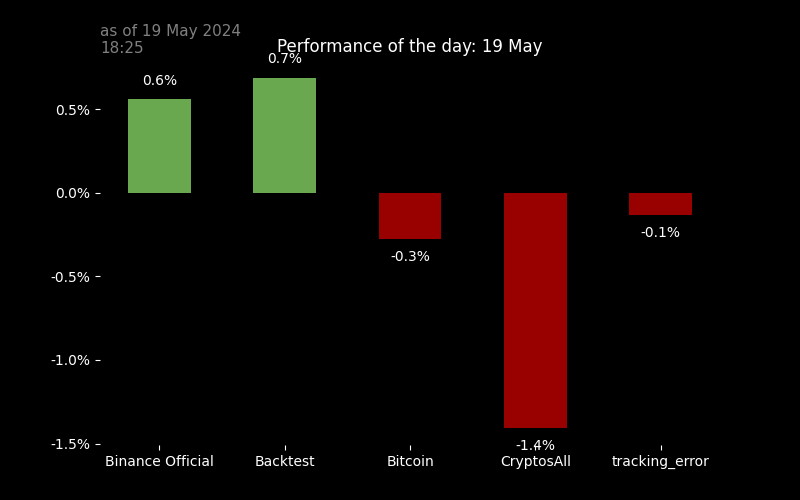 as of 19 May 2024
18:25
Performance of the day: 19 May
0.6%
0.7%
0.5%
0.0%
-0.3%
-0.1%
-0.5%
-1.0%
-1.5%
-1.4%
Binance Official
Backtest
Bitcoin
CryptosAll
tracking_error